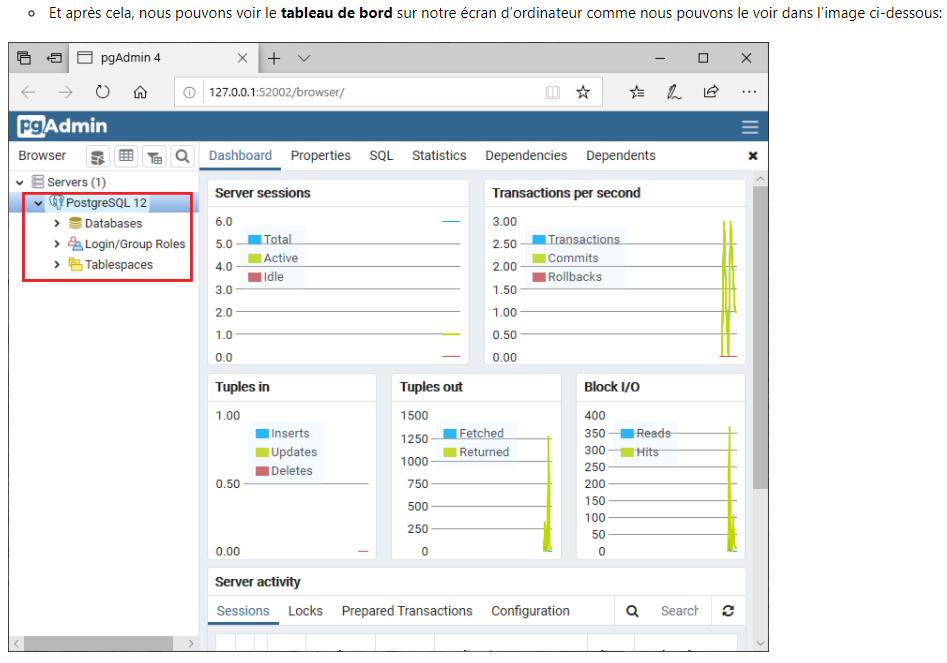 Et après cela, nous pouvons voir le tableau de bord sur notre écran d'ordinateur comme nous pouvons le voir dans l'image ci-dessous:
pgAdmin 4
127.0.0.1:52002/browser/
pgAdmin
Browser
Dashboard Properties SQL Statistics Dependencies Dependents
Servers (1)
PostgreSQL 12
Databases
Login/Group Roles
Tablespaces
Server sessions
6.0
5.0
4.0
3.0
2.0
1.0
0.0
Total
Active
Idle
Transactions per second
3.00
2.50
2.00
1.50
1.00
0.50
0.00
Transactions
Commits
Rollbacks
Tuples in
1.00
0.50
0.00
Inserts
Updates
Deletes
Tuples out
1500
1250
1000
750
500
250
0
Fetched
Returned
Block I/O
400
350
300
250
200
150
100
50
0
Reads
Hits
Server activity
Sessions Locks Prepared Transactions Configuration Search